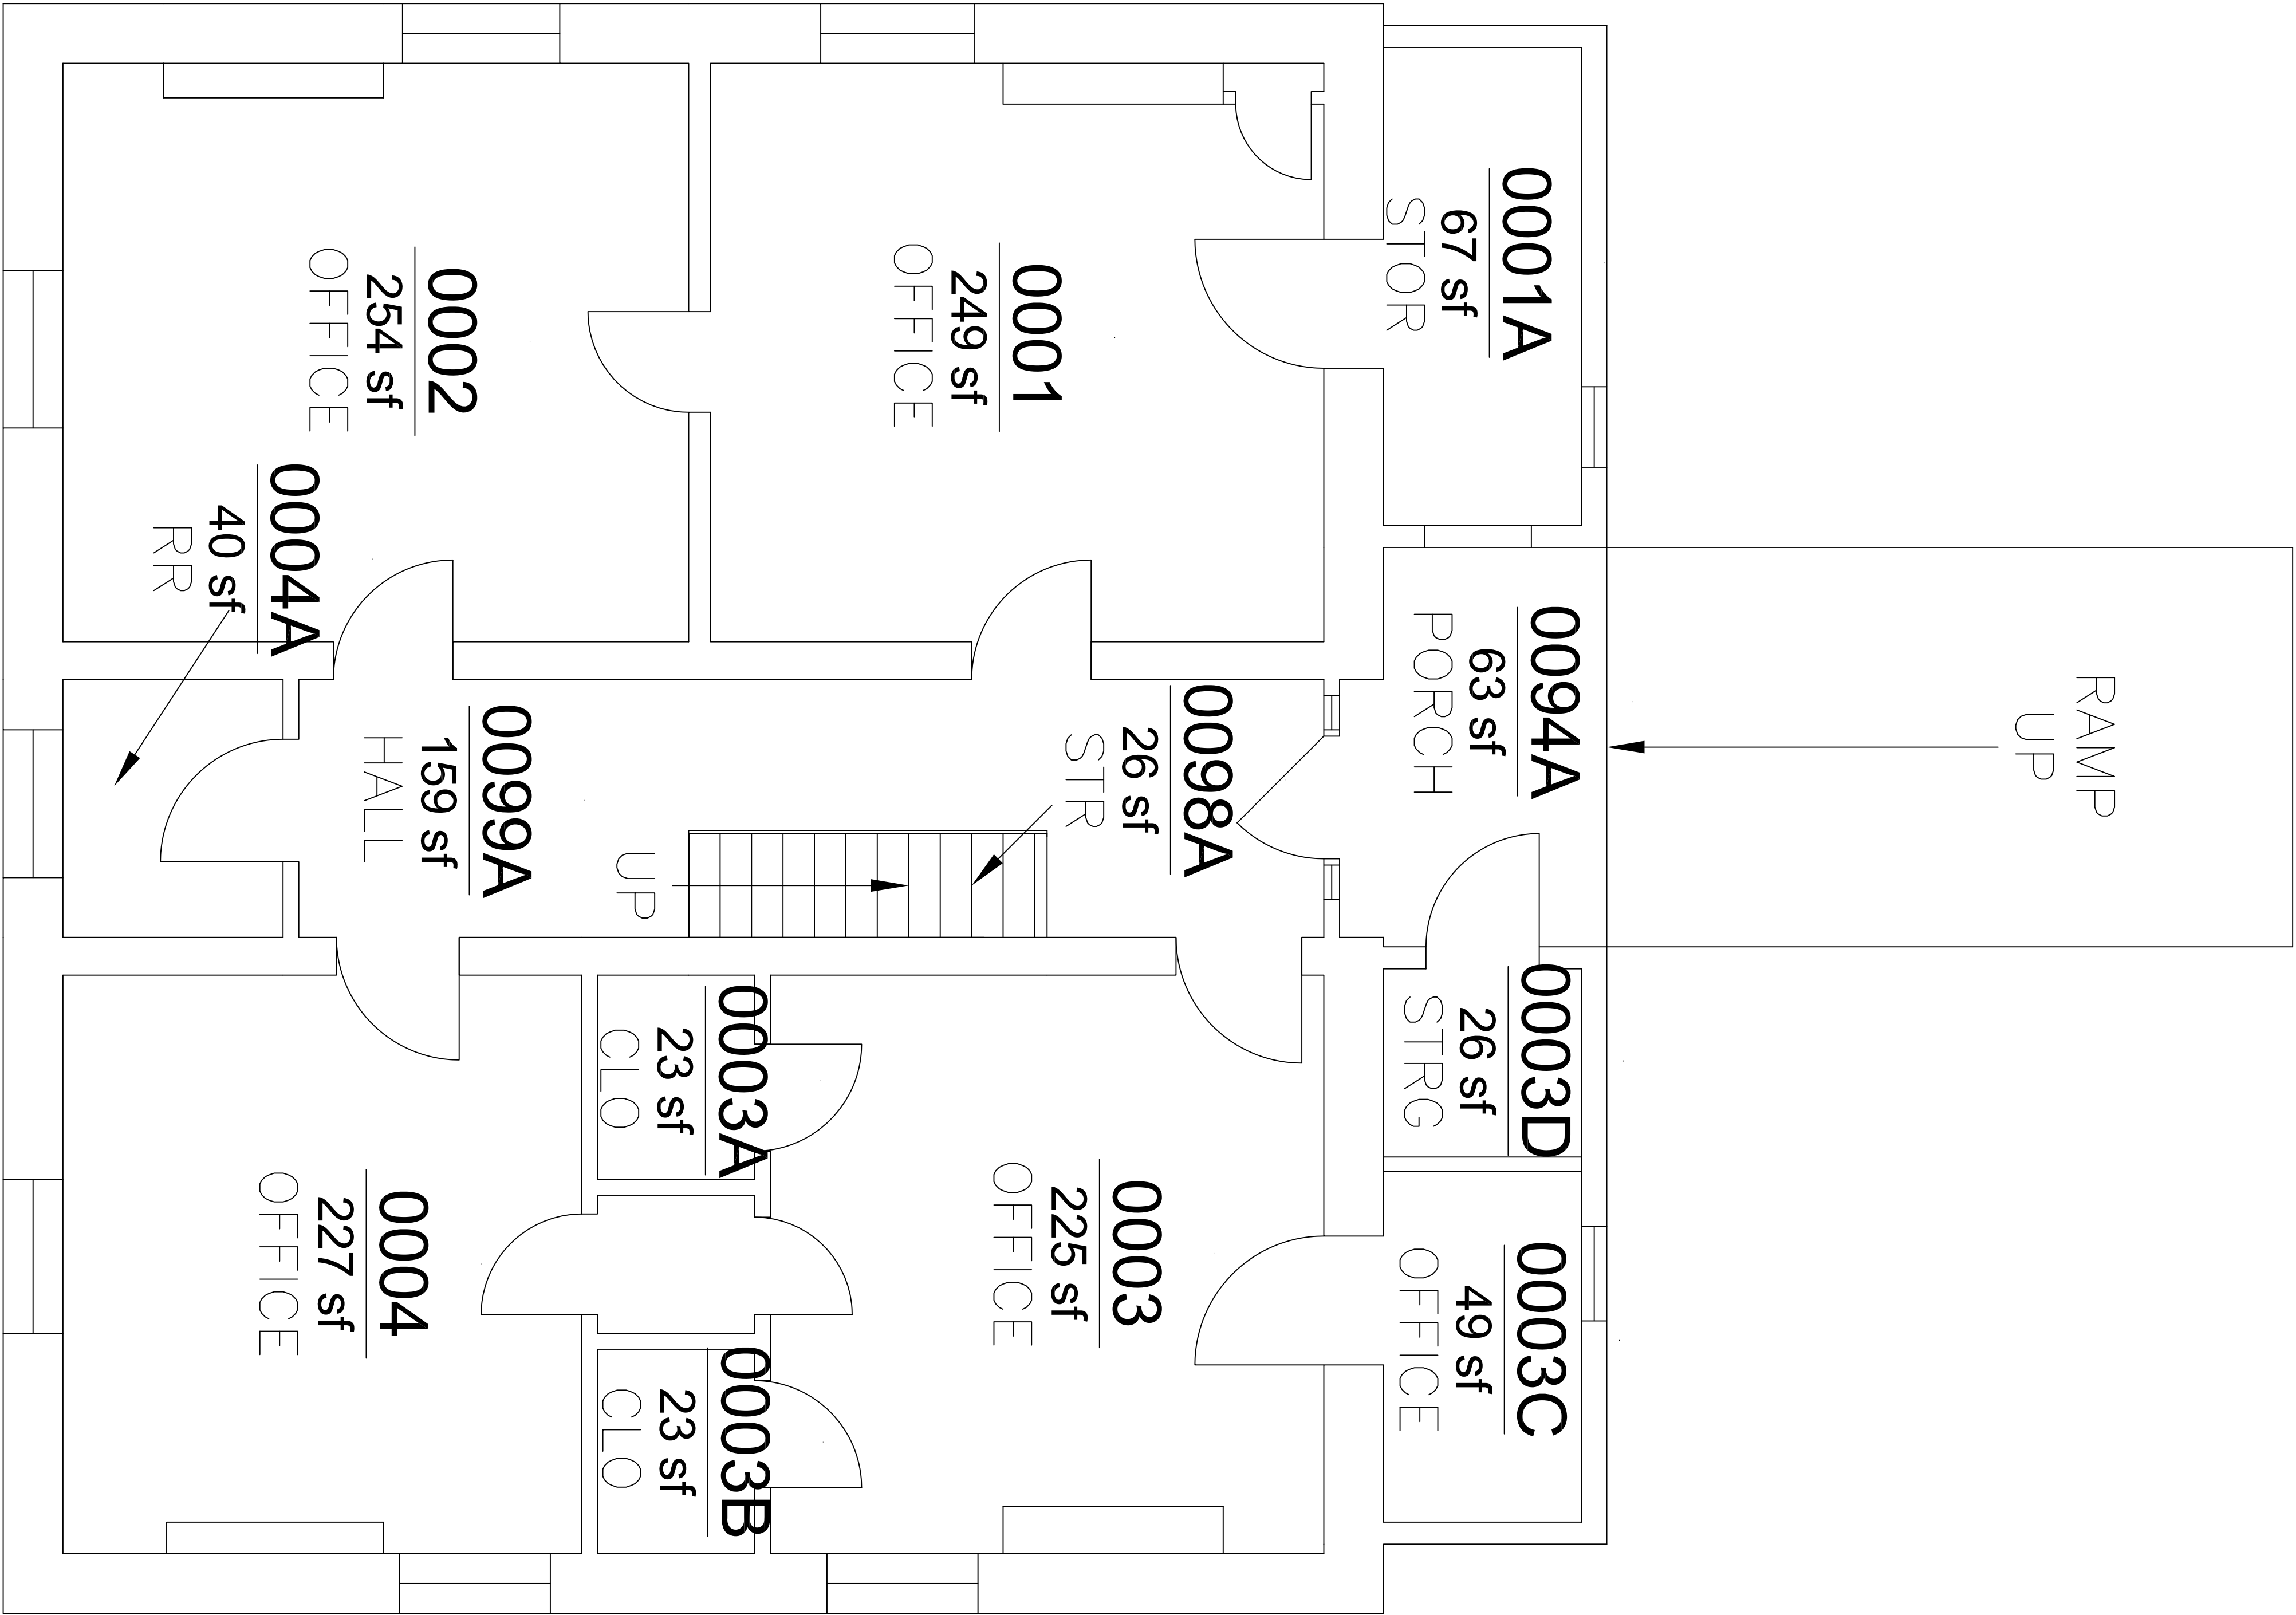 0001A
67 sf
STOR
0094A
63 sf
PORCH
RAMP
UP
0003D
26 sf
STRG
0003C
49 sf
OFFICE
0001
249 sf
OFFICE
0098A
26 sf
STR
0003
225 sf
OFFICE
0002
254 sf
OFFICE
0004A
40 sf
RR
0099A
159 sf
HALL
UP
0003A
23 sf
CLO
0003B
23 sf
CLO
0004
227 sf
OFFICE